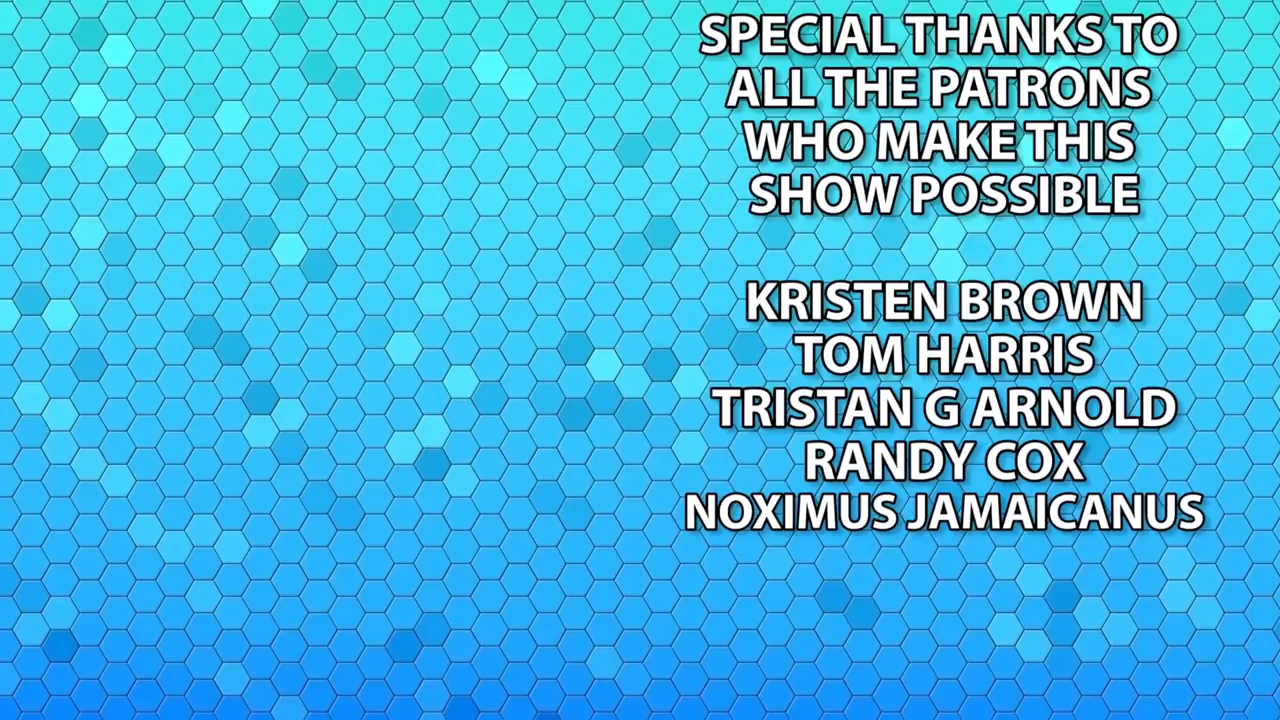 SPECIAL THANKS TO
ALL THE PATRONS
WHO MAKE THIS
SHOW POSSIBLE
KRISTEN BROWN
TOM HARRIS
TRISTAN G ARNOLD
RANDY COX
NOXIMUS JAMAICANUS